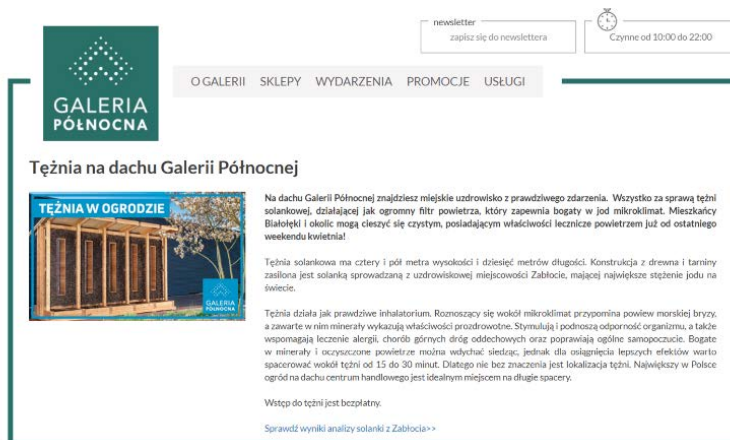 newsletter
zapisz się do newslettera
Czynne od 10:00 do 22:00
GALERIA
PÓŁNOCNA
O GALERII SKLEPY WYDARZENIA PROMOCJE USŁUGI
Tężnia na dachu Galerii Północnej
TĘŻNIA W OGRODZIE
GALERIA
PÓŁNOCNA
Na dachu Galerii Północnej znajdziesz miejskie uzdrowisko z prawdziwego zdarzenia. Wszystko za sprawą tężni
solankowej, działającej jak ogromny filtr powietrza, który zapewnia bogaty w jod mikroklimat. Mieszkańcy
Białołęki i okolic mogą cieszyć się czystym, posiadającym właściwości lecznicze powietrzem już od ostatniego
weekendu kwietnia!
Tężnia solankowa ma cztery i pół metra wysokości i dziesięć metrów długości. Konstrukcja z drewna i tarniny
zasilona jest solanką sprowadzaną z uzdrowiskowej miejscowości Zabłocie, mającej największe stężenie jodu na
świecie.
Tężnia działa jak prawdziwe inhalatorium. Roznoszący się wokół mikroklimat przypomina powiew morskiej bryzy,
a zawarte w nim minerały wykazują właściwości prozdrowotne. Stymulują i podnoszą odporność organizmu, a także
wspomagają leczenie alergii, chorób górnych dróg oddechowych oraz poprawiają ogólne samopoczucie. Bogate
w minerały i oczyszczone powietrze można wdychać siedząc, jednak dla osiągnięcia lepszych efektów warto
spacerować wokół tężni od 15 do 30 minut. Dlatego nie bez znaczenia jest lokalizacja tężni. Największy w Polsce
ogród na dachu centrum handlowego jest idealnym miejscem na długie spacery.
Wstęp do tężni jest bezpłatny.
Sprawdź wyniki analizy solanki z Zabłocia>>